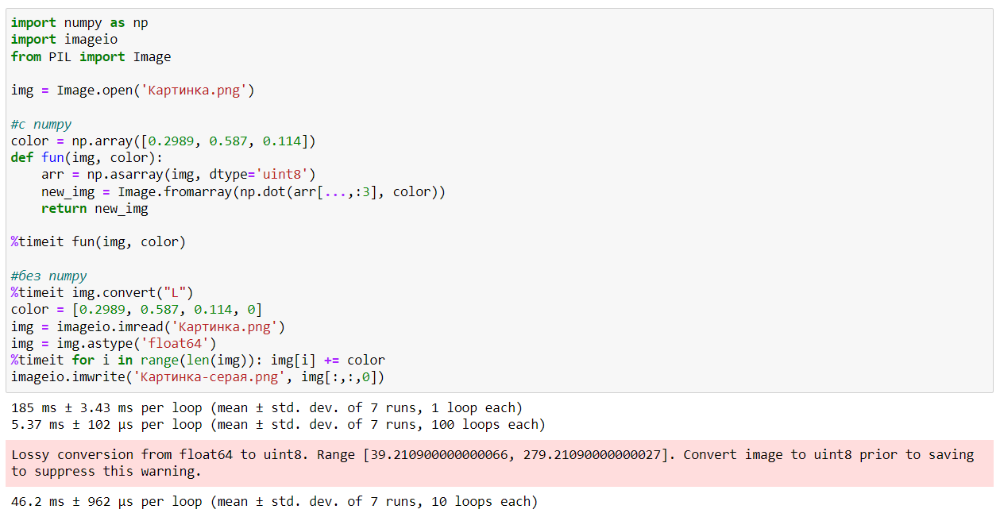 import numpy as np
import imageio
from PIL import Image

img = Image.open('Картинка.png')

#с numpy
color = np.array([0.2989, 0.587, 0.114])
def fun(img, color):
    arr = np.asarray(img, dtype='uint8')
    new_img = Image.fromarray(np.dot(arr[...,:3], color))
    return new_img

%timeit fun(img, color)

#без numpy
%timeit img.convert("L")
color = [0.2989, 0.587, 0.114, 0]
img = imageio.imread('Картинка.png')
img = img.astype('float64')
%timeit for i in range(len(img)): img[i] += color
imageio.imwrite('Картинка-серая.png', img[:,:,0])

185 ms ± 3.43 ms per loop (mean ± std. dev. of 7 runs, 1 loop each)
5.37 ms ± 102 µs per loop (mean ± std. dev. of 7 runs, 100 loops each)

Lossy conversion from float64 to uint8. Range [39.210900000000066, 279.21090000000027]. Convert image to uint8 prior to saving
to suppress this warning.

46.2 ms ± 962 µs per loop (mean ± std. dev. of 7 runs, 10 loops each)